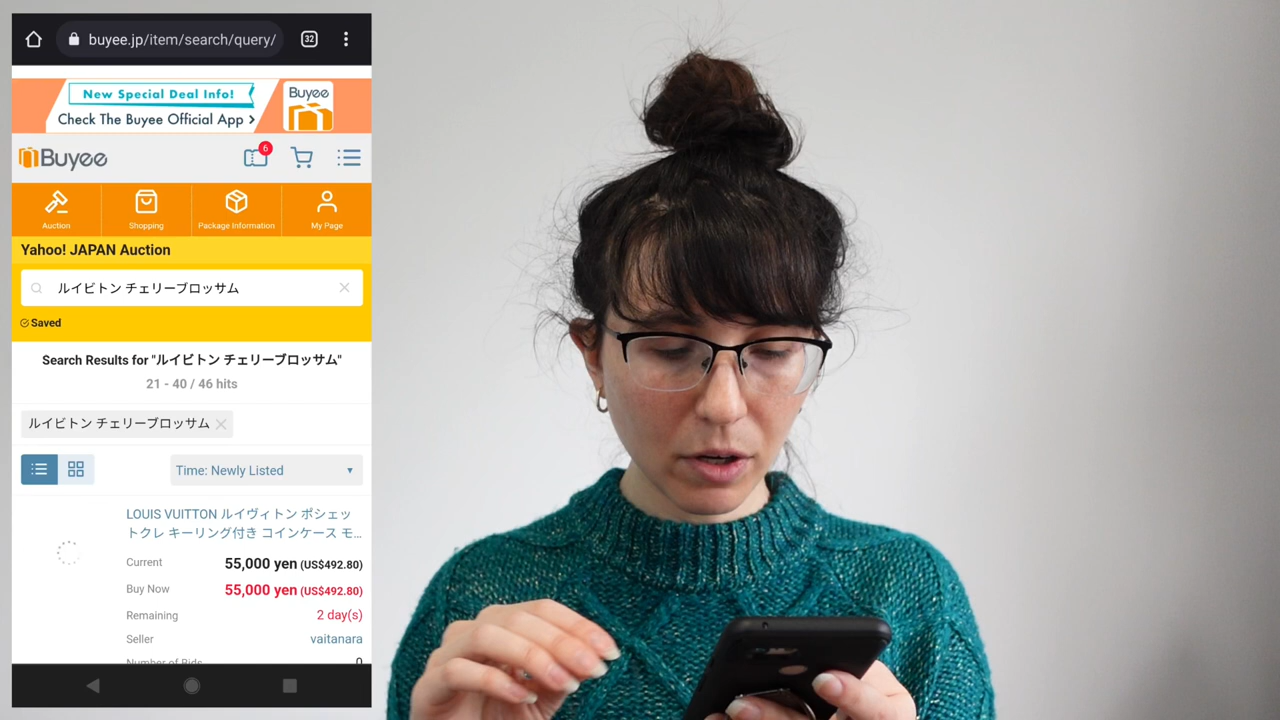 buyee.jp/item/search/query/
32
New Special Deal Info!
Check The Buyee Official App >
Buyee
Buyee
6
Auction
Shopping
Package Information
My Page
Yahoo! JAPAN Auction
ルイビトン チェリーブロッサム
Saved
Search Results for "ルイビトン チェリーブロッサム"
21 - 40 / 46 hits
ルイビトン チェリーブロッサム
Time: Newly Listed
LOUIS VUITTON ルイヴィトン ポシェッ
トクレ キーリング付き コインケース モ...
Current 55,000 yen (US$492.80)
Buy Now 55,000 yen (US$492.80)
Remaining 2 day(s)
Seller vaitanara
Number of Bids 0